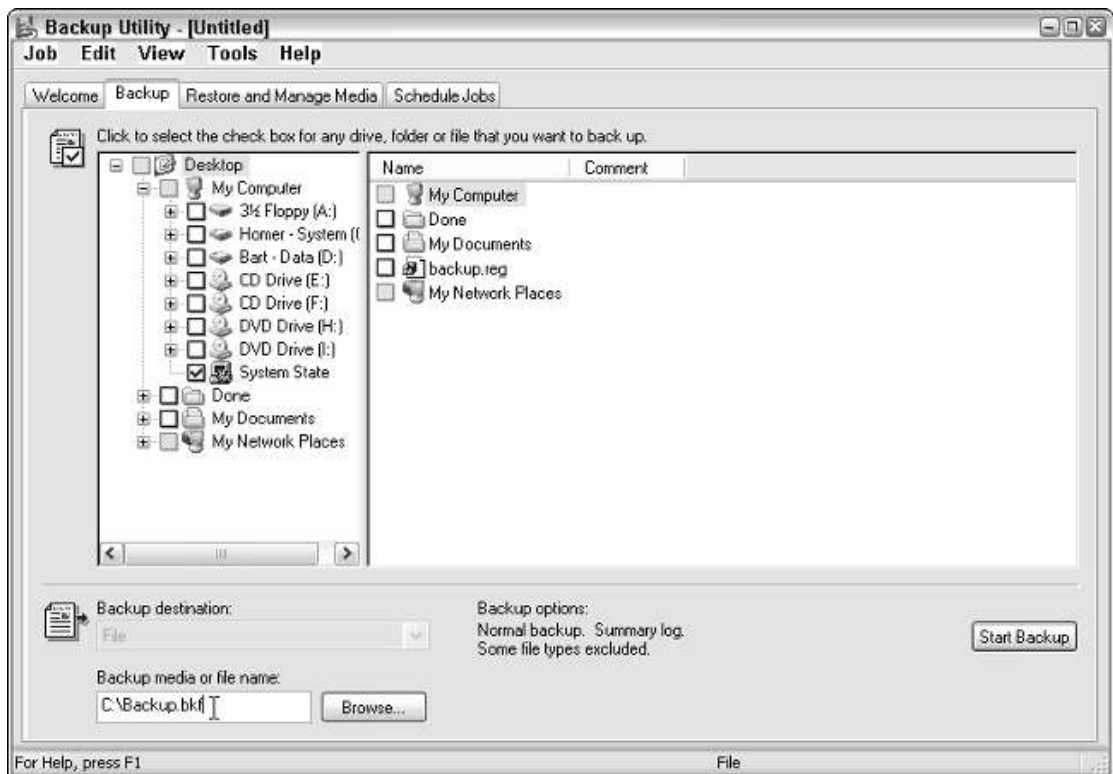 Backup Utility - [Untitled]
Job Edit View Tools Help
Welcome Backup Restore and Manage Media Schedule Jobs
Click to select the check box for any drive, folder or file that you want to back up.
Desktop
My Computer
3½ Floppy (A:)
Homer - System ((
Bart - Data (D:)
CD Drive (E:)
CD Drive (F:)
DVD Drive (H:)
DVD Drive (I:)
System State
Done
My Documents
My Network Places
Name Comment
My Computer
Done
My Documents
backup.reg
My Network Places
Backup destination:
File
Backup media or file name:
C:\Backup.bkf
Browse...
Backup options:
Normal backup. Summary log.
Some file types excluded.
Start Backup
For Help, press F1 File